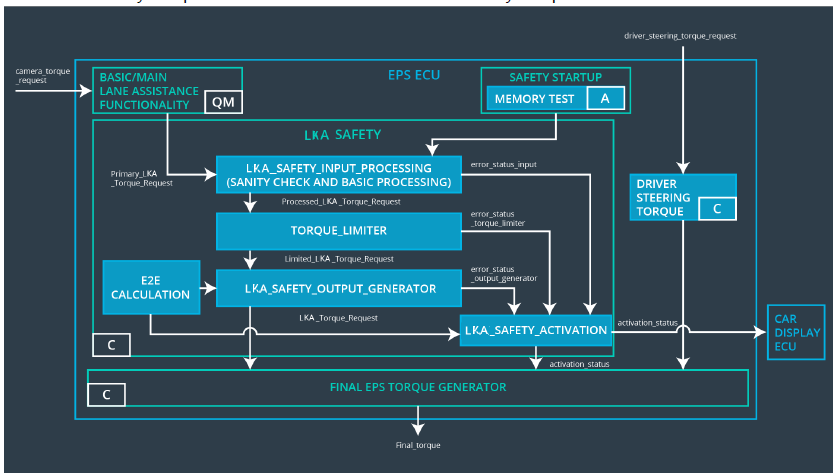 driver_steering_torque_request
camera_torque
_request
EPS ECU
BASIC/MAIN
LANE ASSISTANCE
FUNCTIONALITY
QM
SAFETY STARTUP
MEMORY TEST
A
LKA SAFETY
Primary_LKA
_Torque_Request
LKA_SAFETY_INPUT_PROCESSING
(SANITY CHECK AND BASIC PROCESSING)
error_status_input
DRIVER
STEERING
TORQUE
C
Processed_LKA_Torque_Request
TORQUE_LIMITER
error_status
_torque_limiter
Limited_LKA_Torque_Request
E2E
CALCULATION
LKA_SAFETY_OUTPUT_GENERATOR
error_status
_output_generator
LKA_Torque_Request
LKA_SAFETY_ACTIVATION
activation_status
CAR
DISPLAY
ECU
C
activation_status
C
FINAL EPS TORQUE GENERATOR
Final_torque